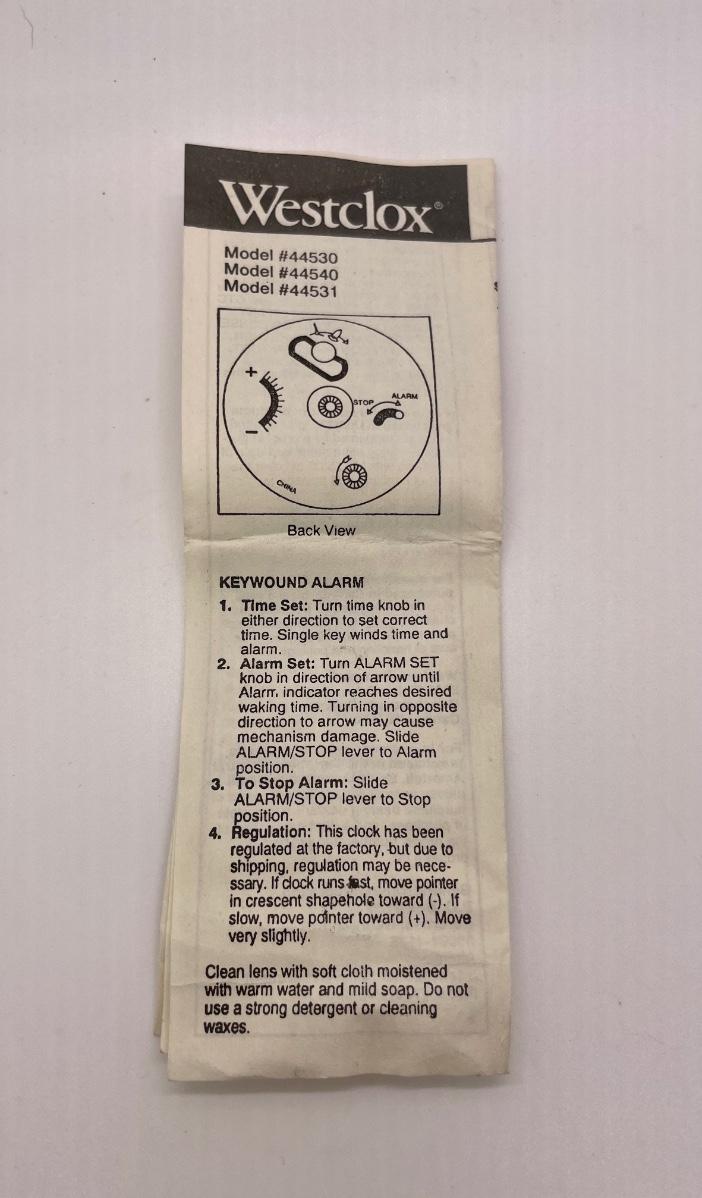 Westclox®
Model #44530
Model #44540
Model #44531
+
STOP
ALARM
−
CHINA
Back View
KEYWOUND ALARM
1. Time Set: Turn time knob in
either direction to set correct
time. Single key winds time and
alarm.
2. Alarm Set: Turn ALARM SET
knob in direction of arrow until
Alarm indicator reaches desired
waking time. Turning in opposite
direction to arrow may cause
mechanism damage. Slide
ALARM/STOP lever to Alarm
position.
3. To Stop Alarm: Slide
ALARM/STOP lever to Stop
position.
4. Regulation: This clock has been
regulated at the factory, but due to
shipping, regulation may be nece-
ssary. If clock runs fast, move pointer
in crescent shapehole toward (-). If
slow, move pointer toward (+). Move
very slightly.
Clean lens with soft cloth moistened
with warm water and mild soap. Do not
use a strong detergent or cleaning
waxes.